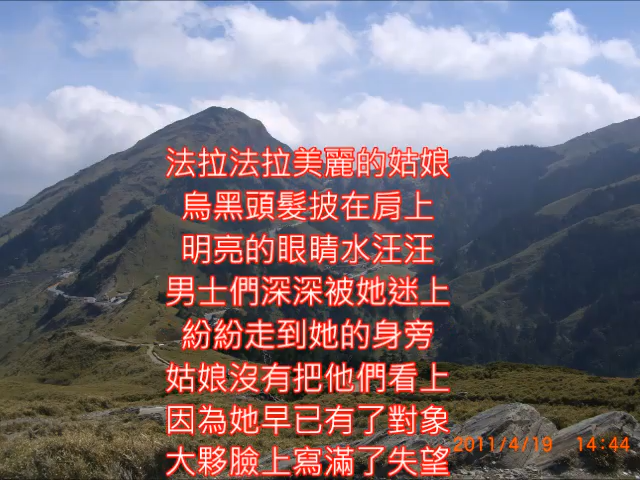 法拉法拉美麗的姑娘
烏黑頭髮披在肩上
明亮的眼睛水汪汪
男士們深深被她迷上
紛紛走到她的身旁
姑娘沒有把他們看上
因為她早已有了對象
大夥臉上寫滿了失望
2011/4/19 14:44